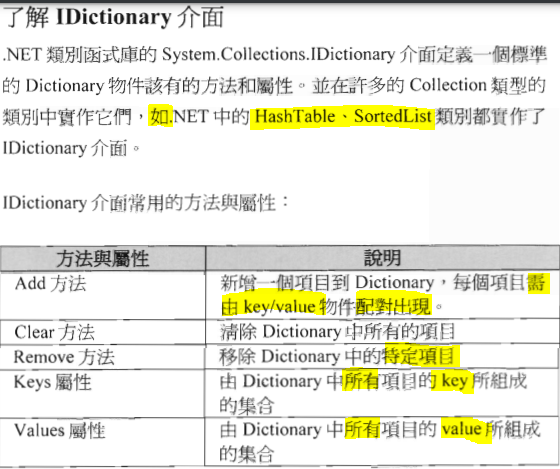 了解 IDictionary 介面
.NET 類別函式庫的 System.Collections.IDictionary 介面定義一個標準
的 Dictionary 物件該有的方法和屬性。並在許多的 Collection 類型的
類別中實作它們，如.NET 中的 HashTable、SortedList 類別都實作了
IDictionary 介面。
IDictionary 介面常用的方法與屬性：
方法與屬性 說明
Add 方法 新增一個項目到 Dictionary，每個項目需
由 key/value 物件配對出現。
Clear 方法 清除 Dictionary 中所有的項目
Remove 方法 移除 Dictionary 中的特定項目
Keys 屬性 由 Dictionary 中所有項目的 key 所組成
的集合
Values 屬性 由 Dictionary 中所有項目的 value 所組成
的集合